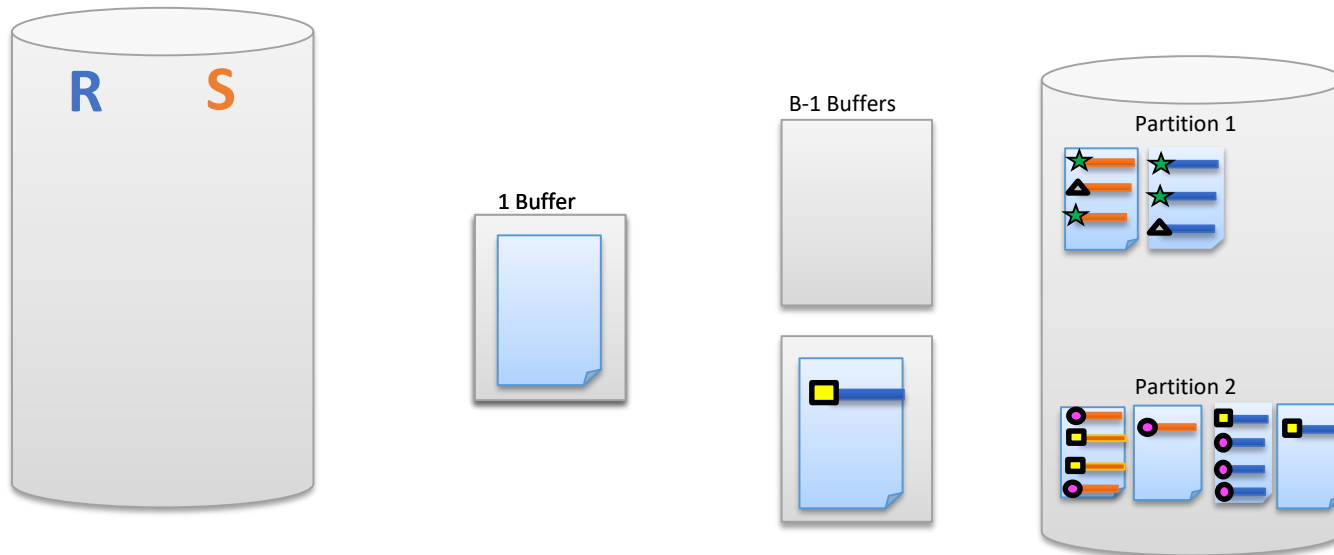 R S
1 Buffer
B-1 Buffers
Partition 1
Partition 2